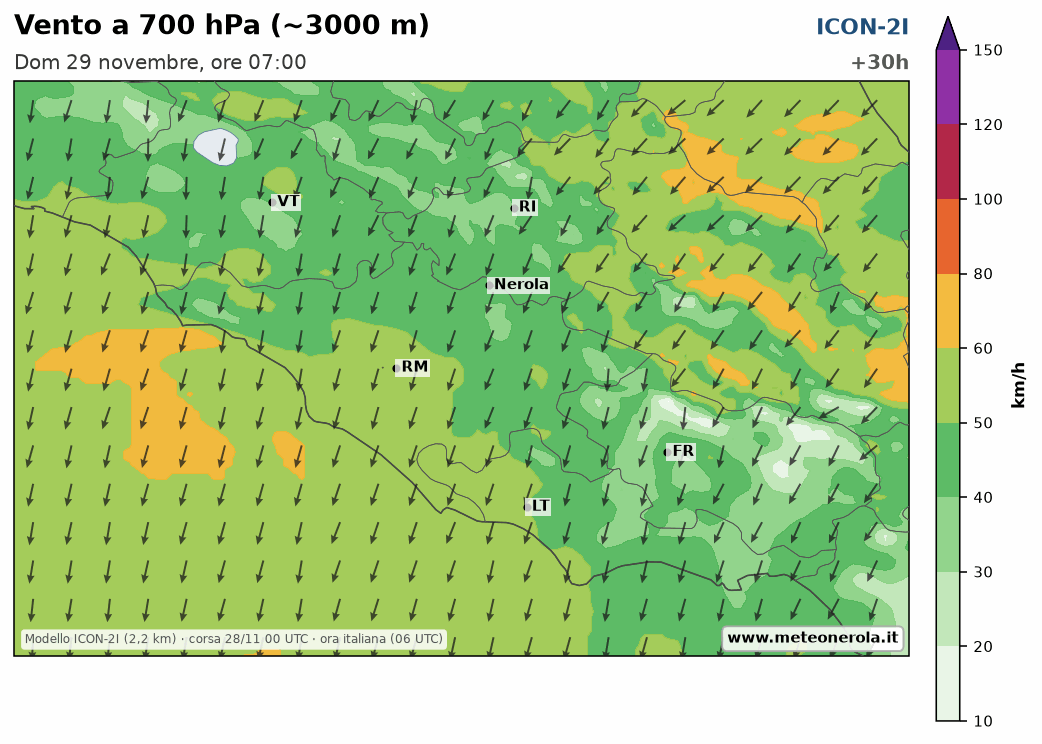 Vento a 700 hPa (~3000 m)
ICON-2I
Dom 29 novembre, ore 07:00
+30h
150
120
100
80
60
50
40
30
20
10
km/h
VT
RI
Nerola
RM
FR
LT
Modello ICON-2I (2,2 km) · corsa 28/11 00 UTC · ora italiana (06 UTC)
www.meteonerola.it